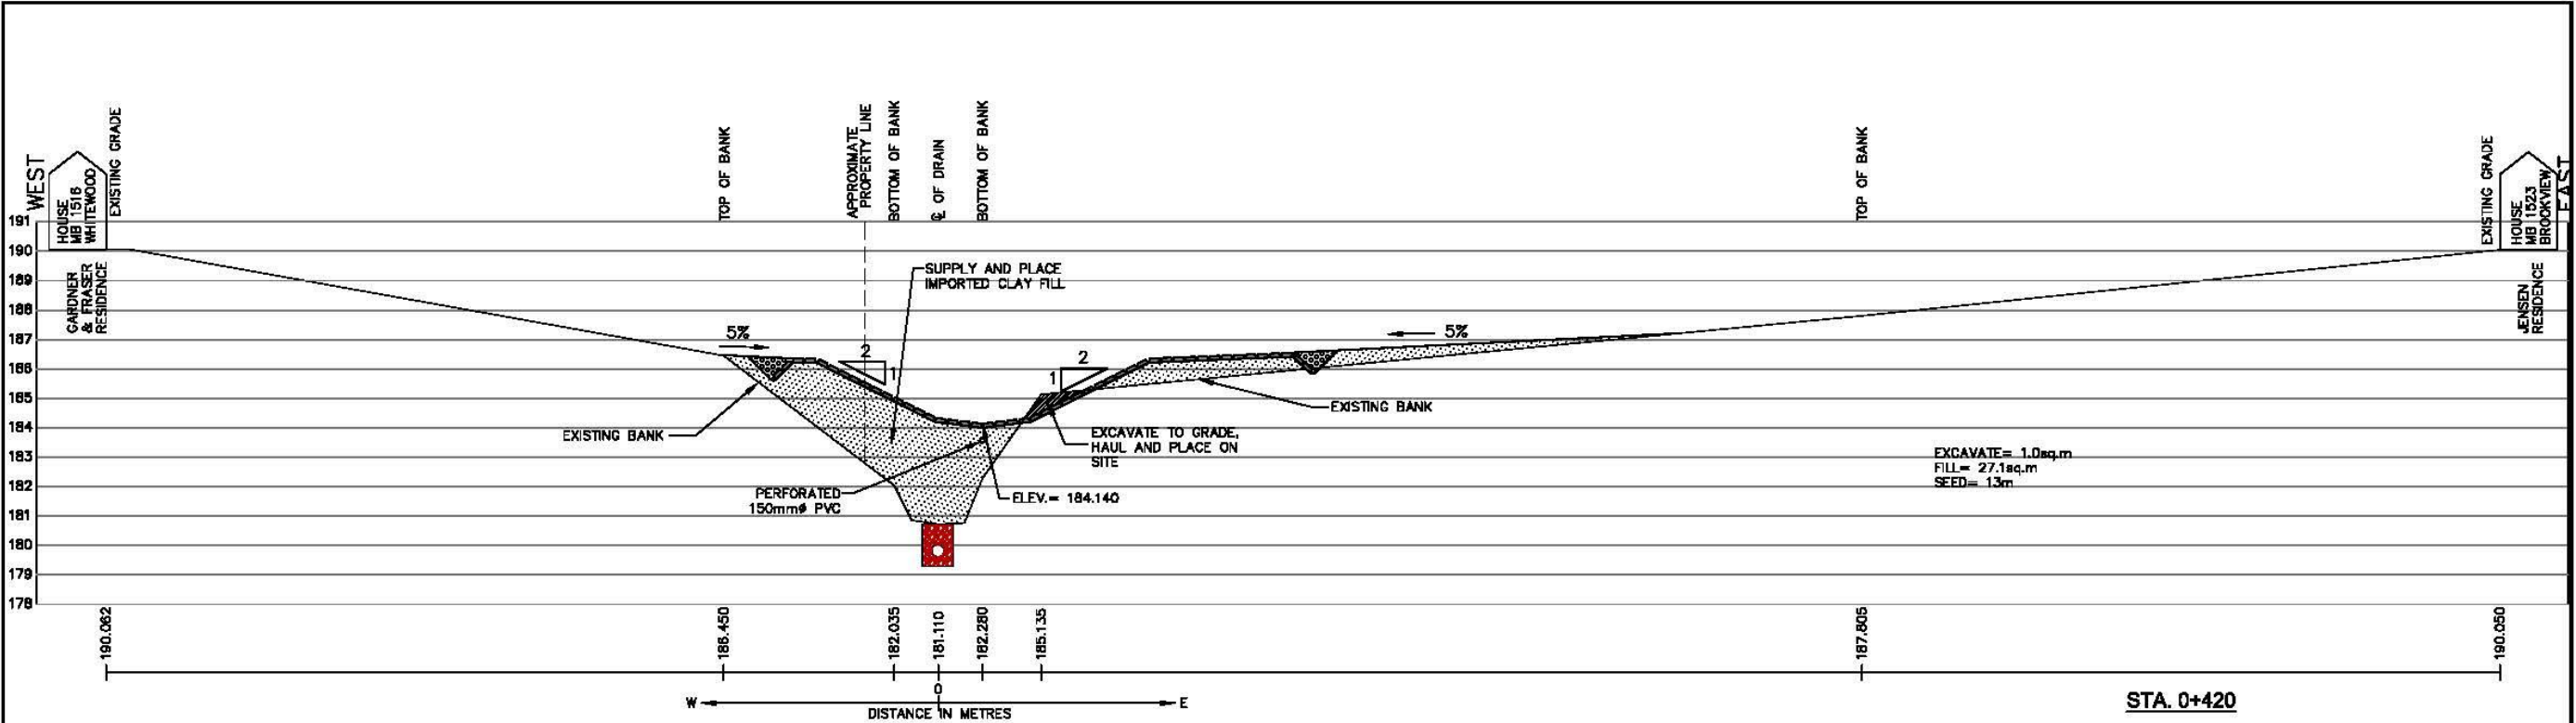 WEST
HOUSE
MB 1516
WHITEWOOD
EXISTING GRADE
GARDNER
& FRASER
RESIDENCE
TOP OF BANK
APPROXIMATE
PROPERTY LINE
BOTTOM OF BANK
℄ OF DRAIN
BOTTOM OF BANK
TOP OF BANK
EXISTING GRADE
HOUSE
MB 1523
BROOKVIEW
EAST
JENSEN
RESIDENCE
191
190
189
188
187
186
185
184
183
182
181
180
179
178
SUPPLY AND PLACE
IMPORTED CLAY FILL
5%
2
1
2
1
5%
EXISTING BANK
EXISTING BANK
EXCAVATE TO GRADE,
HAUL AND PLACE ON
SITE
PERFORATED
150mmø PVC
ELEV.= 184.140
EXCAVATE= 1.0sq.m
FILL= 27.1sq.m
SEED= 13m
190.062
186.450
182.035
181.110
182.280
185.135
187.805
190.050
0
W
E
DISTANCE IN METRES
STA. 0+420